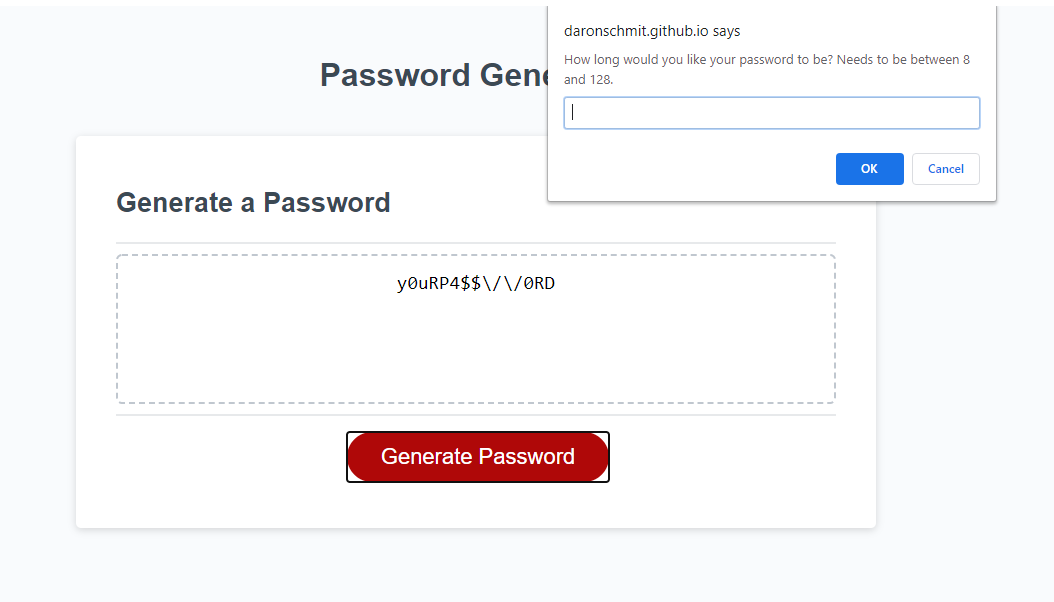 daronschmit.github.io says
How long would you like your password to be? Needs to be between 8
and 128.
OK
Cancel
Password Gene
Generate a Password
y0uRP4$$\/\/0RD
Generate Password